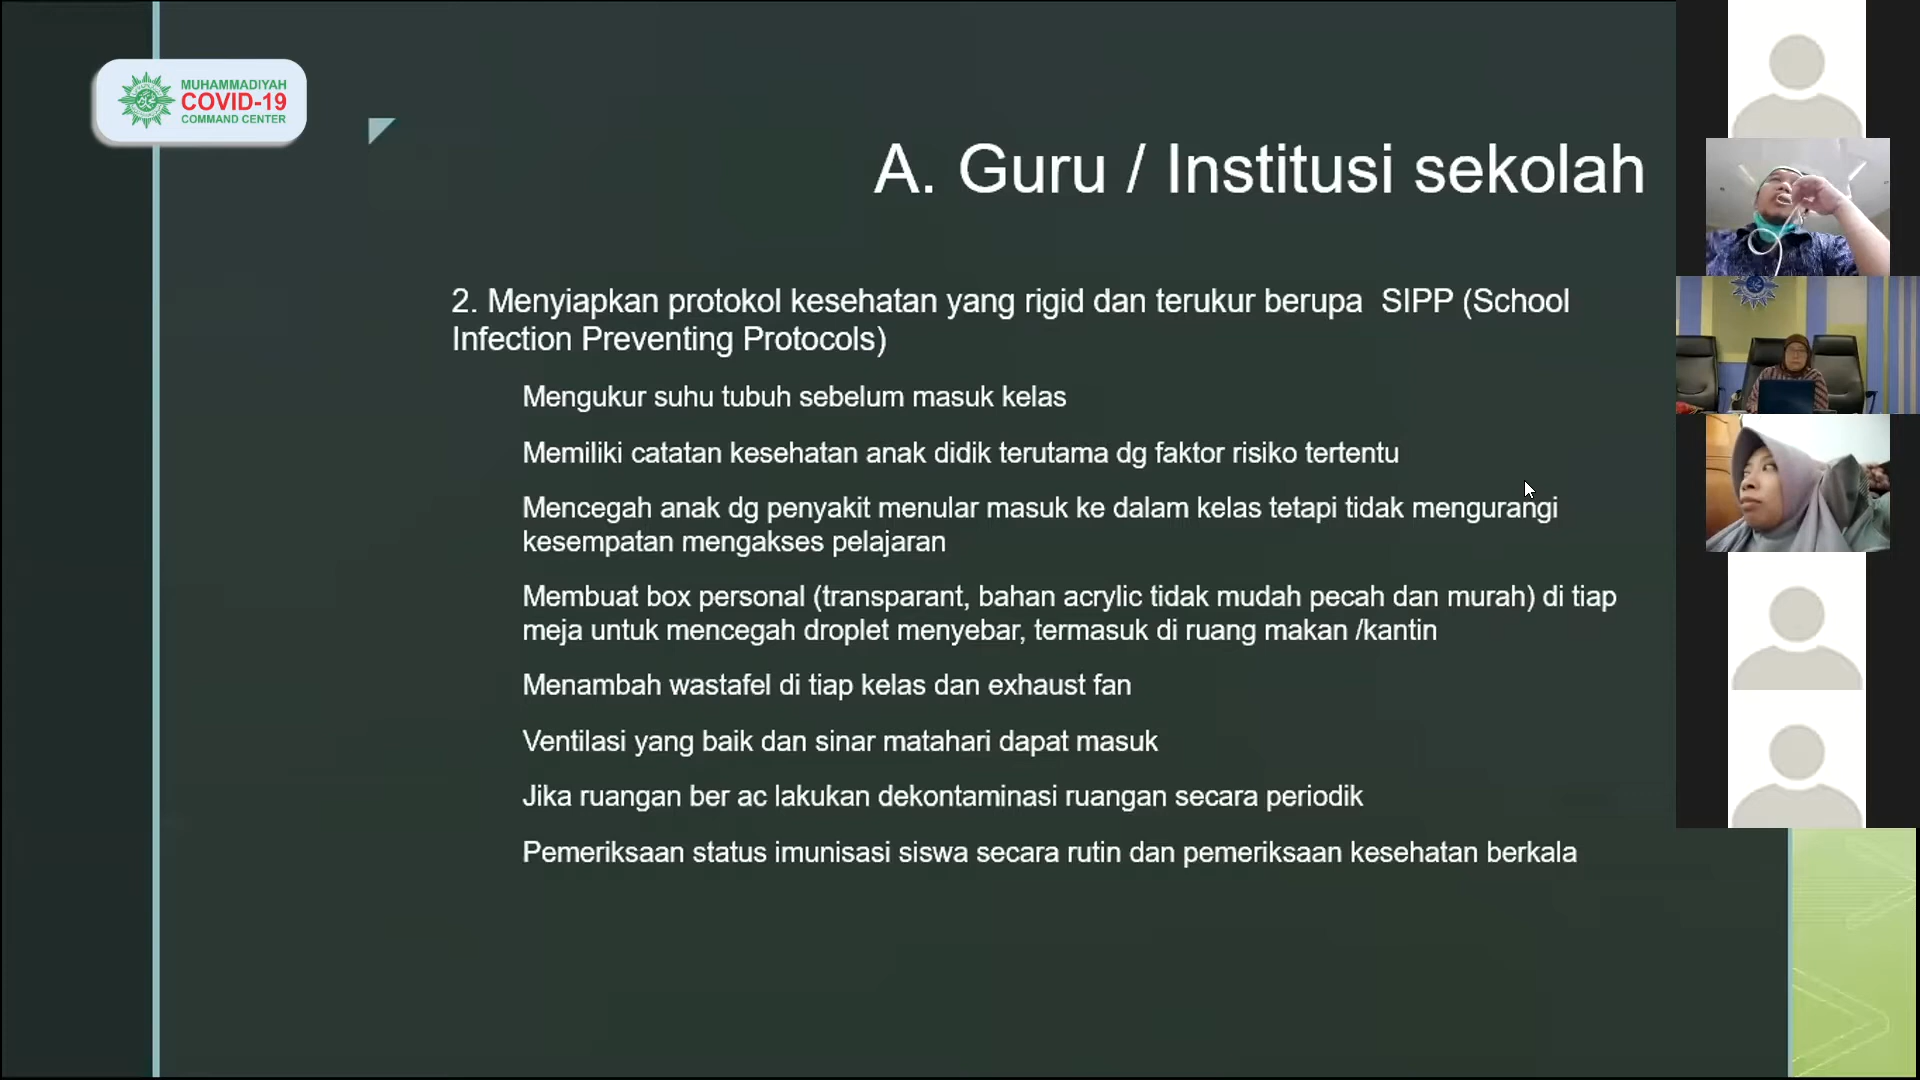 MUHAMMADIYAH
COVID-19
COMMAND CENTER
A. Guru / Institusi sekolah
2. Menyiapkan protokol kesehatan yang rigid dan terukur berupa SIPP (School
Infection Preventing Protocols)
Mengukur suhu tubuh sebelum masuk kelas
Memiliki catatan kesehatan anak didik terutama dg faktor risiko tertentu
Mencegah anak dg penyakit menular masuk ke dalam kelas tetapi tidak mengurangi
kesempatan mengakses pelajaran
Membuat box personal (transparant, bahan acrylic tidak mudah pecah dan murah) di tiap
meja untuk mencegah droplet menyebar, termasuk di ruang makan /kantin
Menambah wastafel di tiap kelas dan exhaust fan
Ventilasi yang baik dan sinar matahari dapat masuk
Jika ruangan ber ac lakukan dekontaminasi ruangan secara periodik
Pemeriksaan status imunisasi siswa secara rutin dan pemeriksaan kesehatan berkala